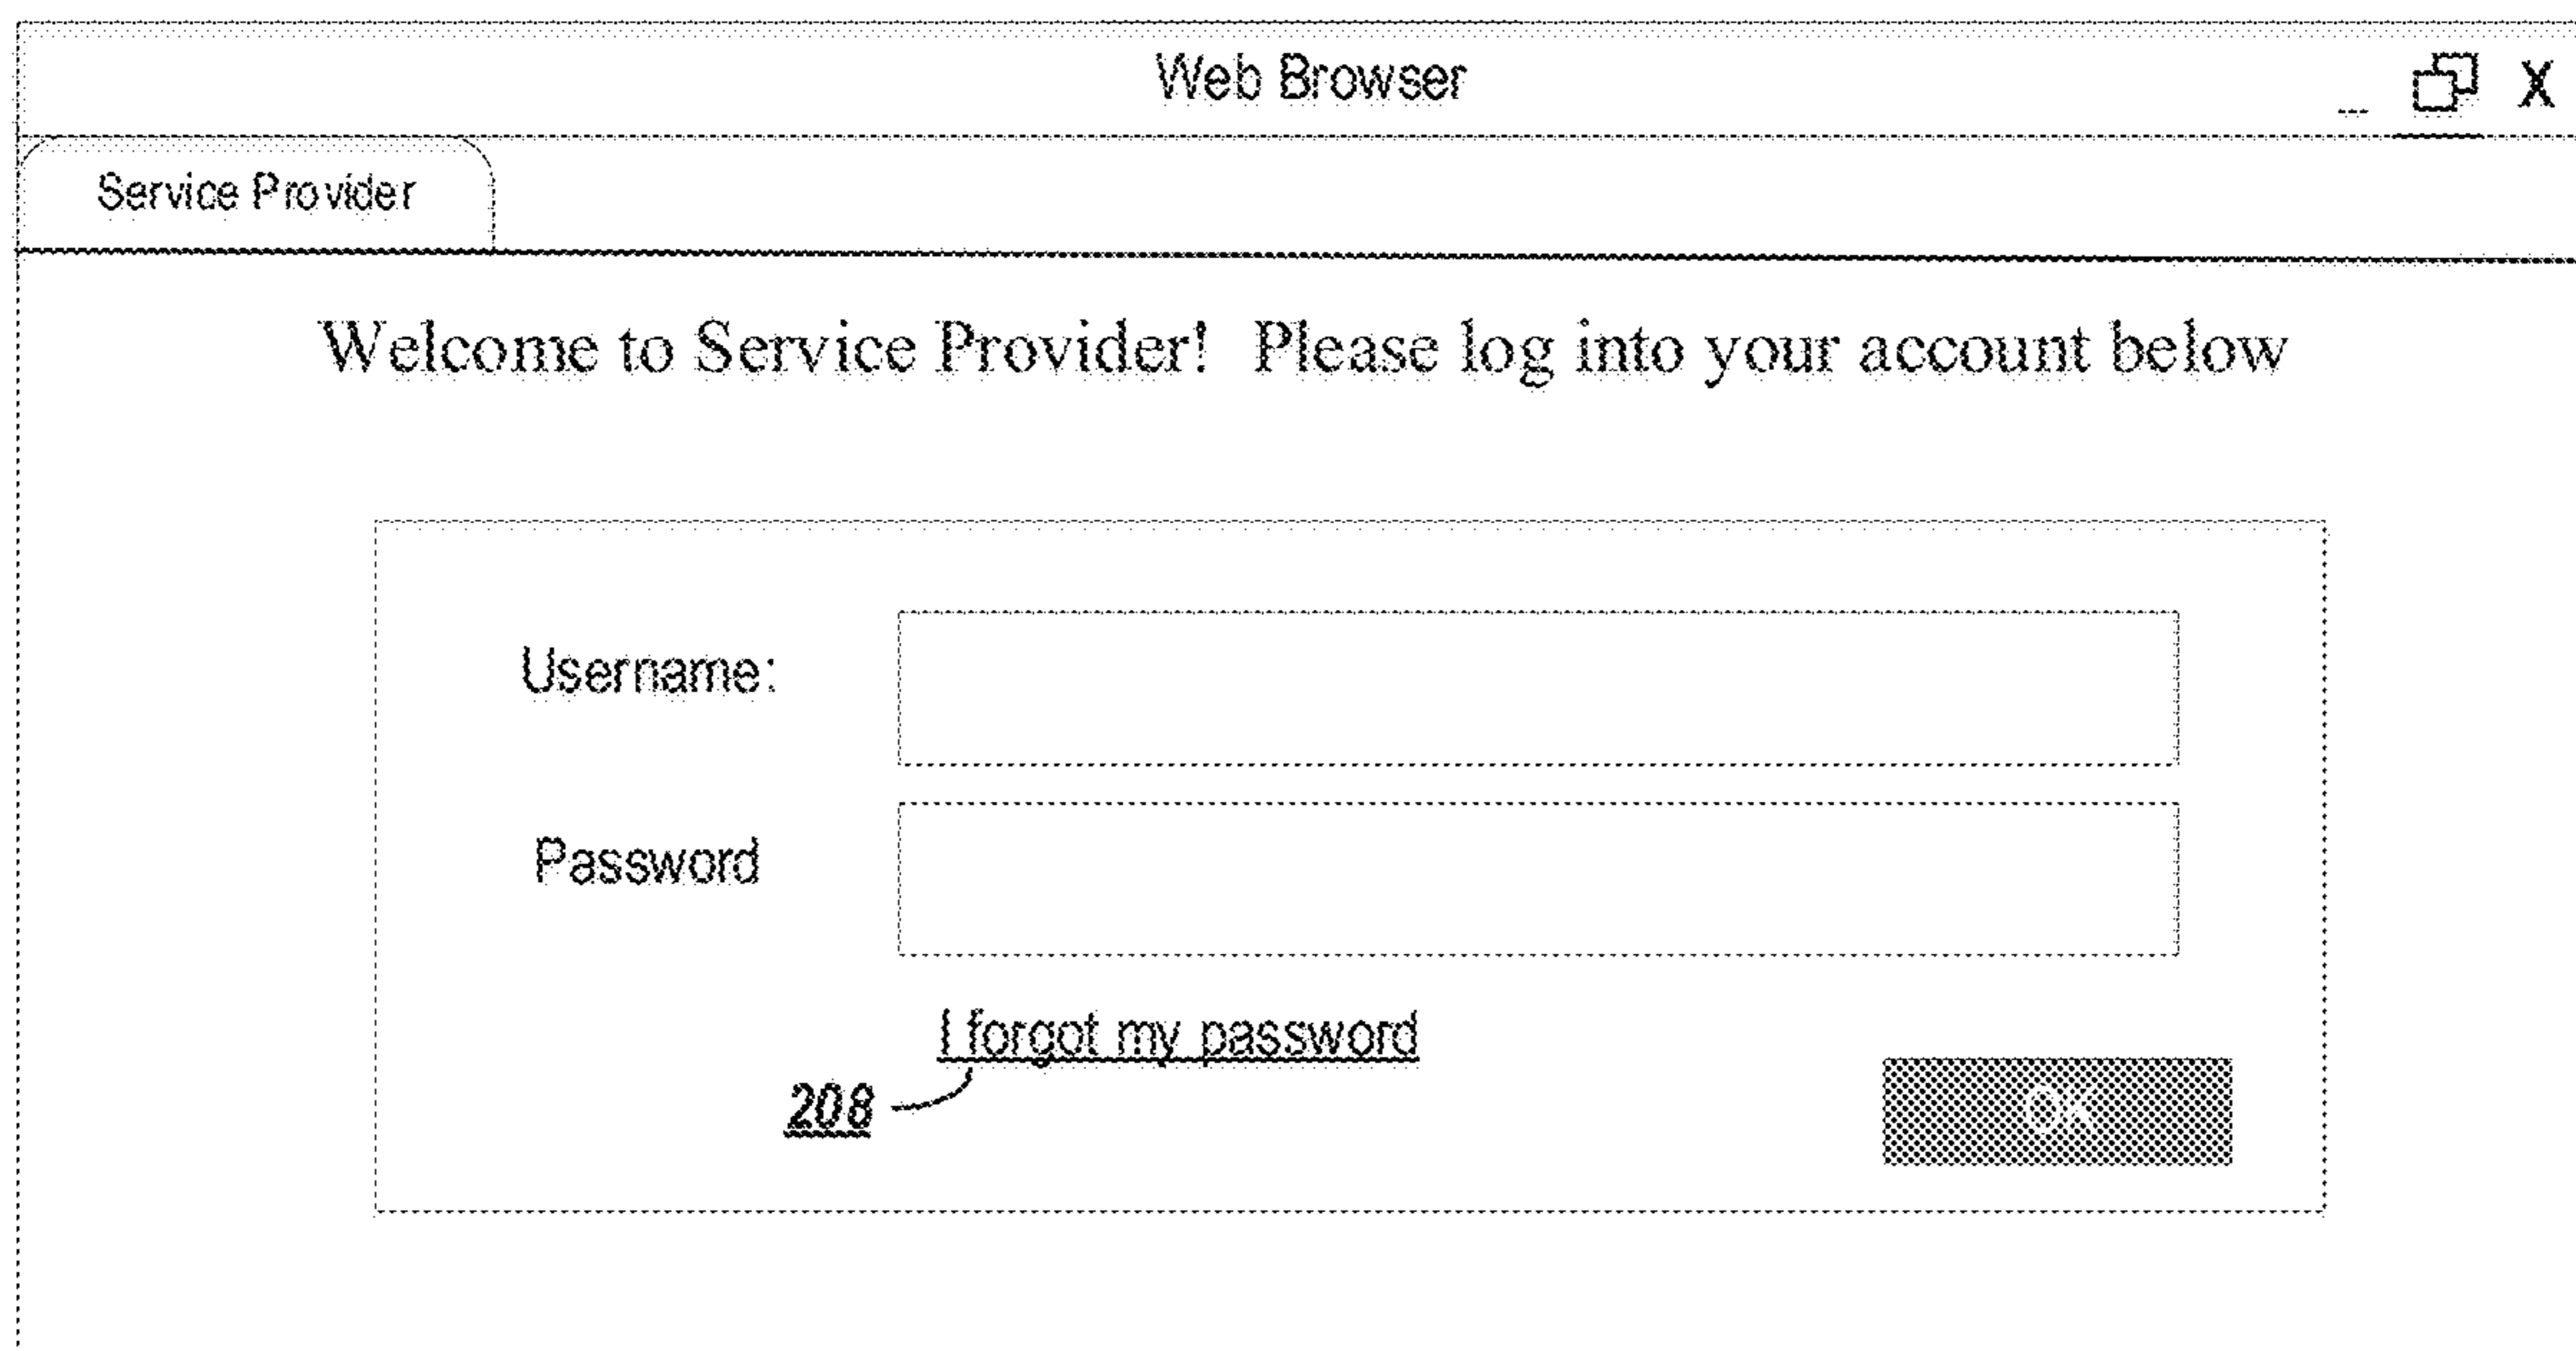 Web Browser
_ X
Service Provider
Welcome to Service Provider! Please log into your account below
Username:
Password
I forgot my password
208
OK